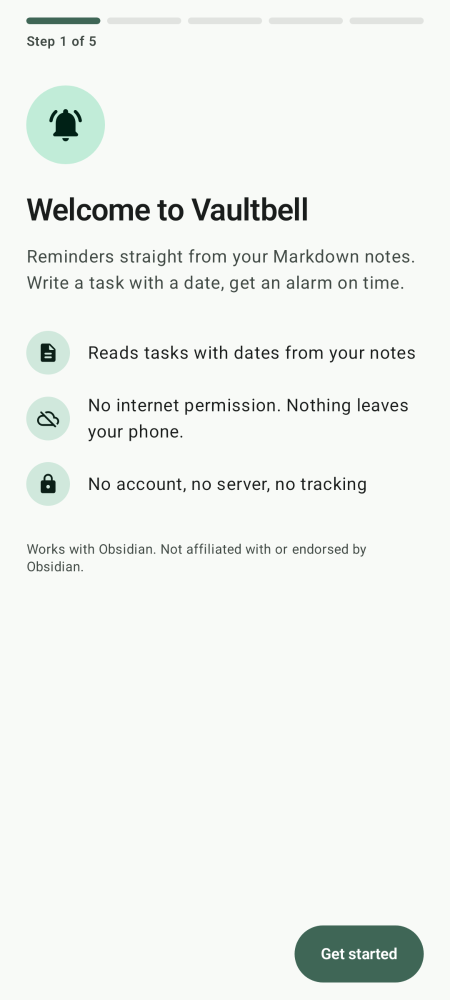 Step 1 of 5
Welcome to Vaultbell
Reminders straight from your Markdown notes.
Write a task with a date, get an alarm on time.
Reads tasks with dates from your notes
No internet permission. Nothing leaves
your phone.
No account, no server, no tracking
Works with Obsidian. Not affiliated with or endorsed by
Obsidian.
Get started